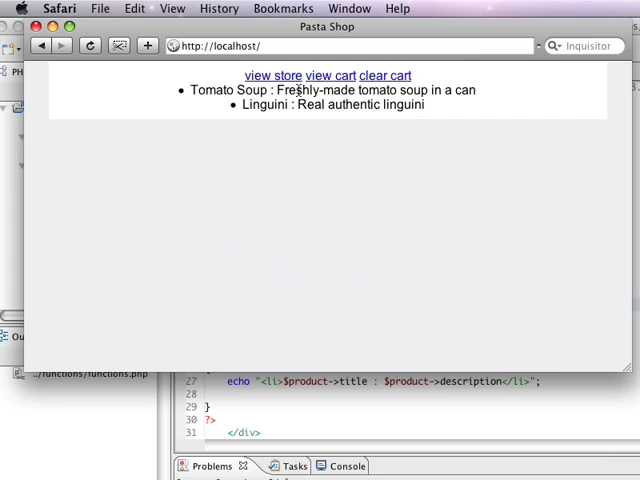 Safari File Edit View History Bookmarks Window Help
Pasta Shop
http://localhost/ Inquisitor
PH
view store view cart clear cart
• Tomato Soup : Freshly-made tomato soup in a can
• Linguini : Real authentic linguini
Ou
../functions/functions.php
27 echo "<li>$product->title : $product->description</li>";
28
29 }
30 ?>
31 </div>
Problems Tasks Console